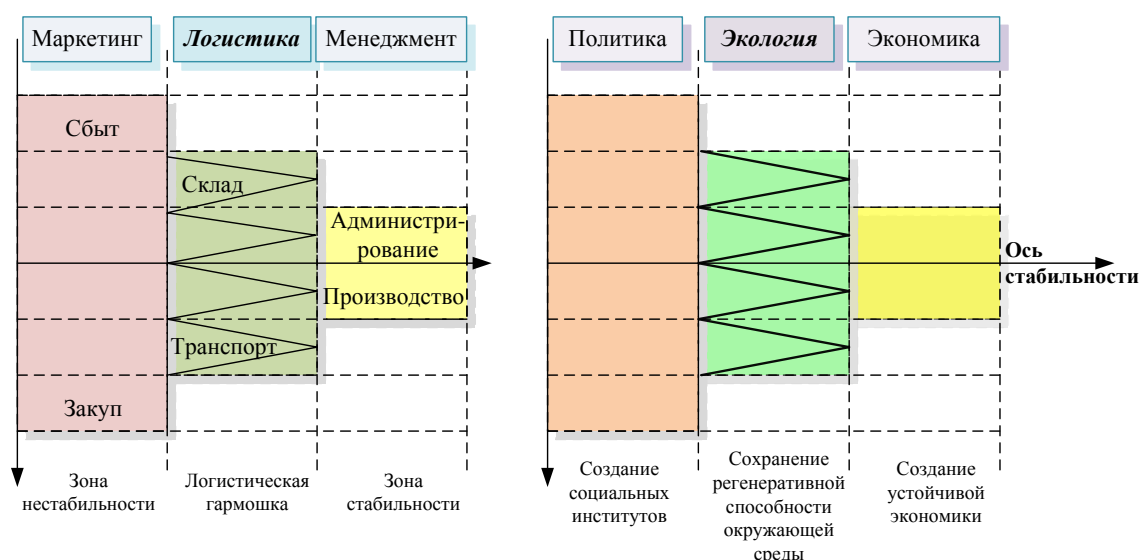 Маркетинг
Логистика
Менеджмент
Сбыт
Склад
Администри-
рование
Производство
Транспорт
Закуп
Зона
нестабильности
Логистическая
гармошка
Зона
стабильности
Политика
Экология
Экономика
Ось
стабильности
Создание
социальных
институтов
Сохранение
регенеративной
способности
окружающей
среды
Создание
устойчивой
экономики